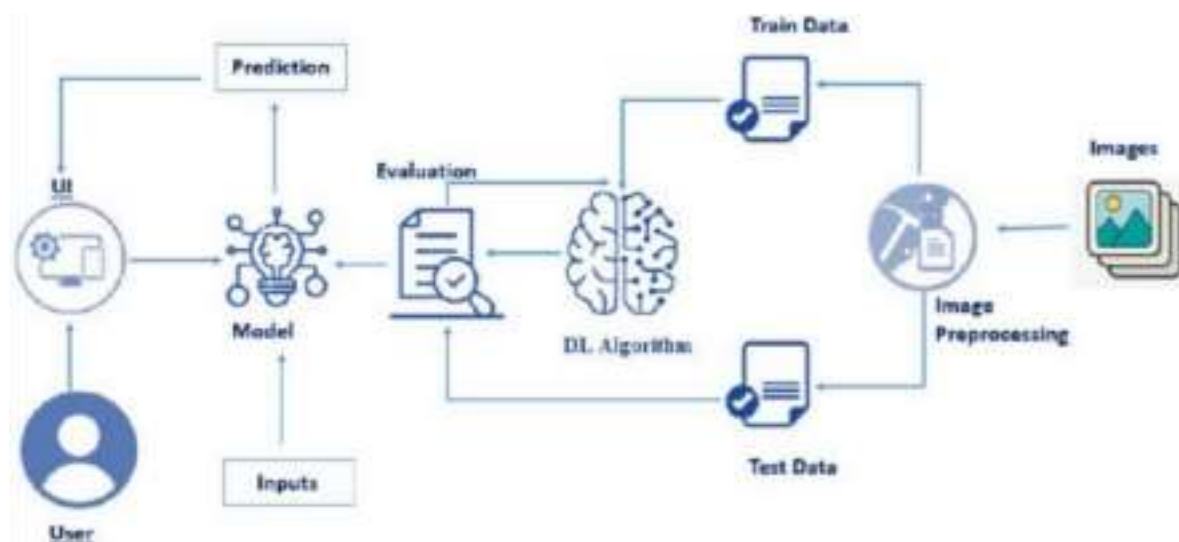 Train Data
Prediction
Images
Evaluation
UI
Model
DL Algorithm
Image
Preprocessing
Inputs
Test Data
User